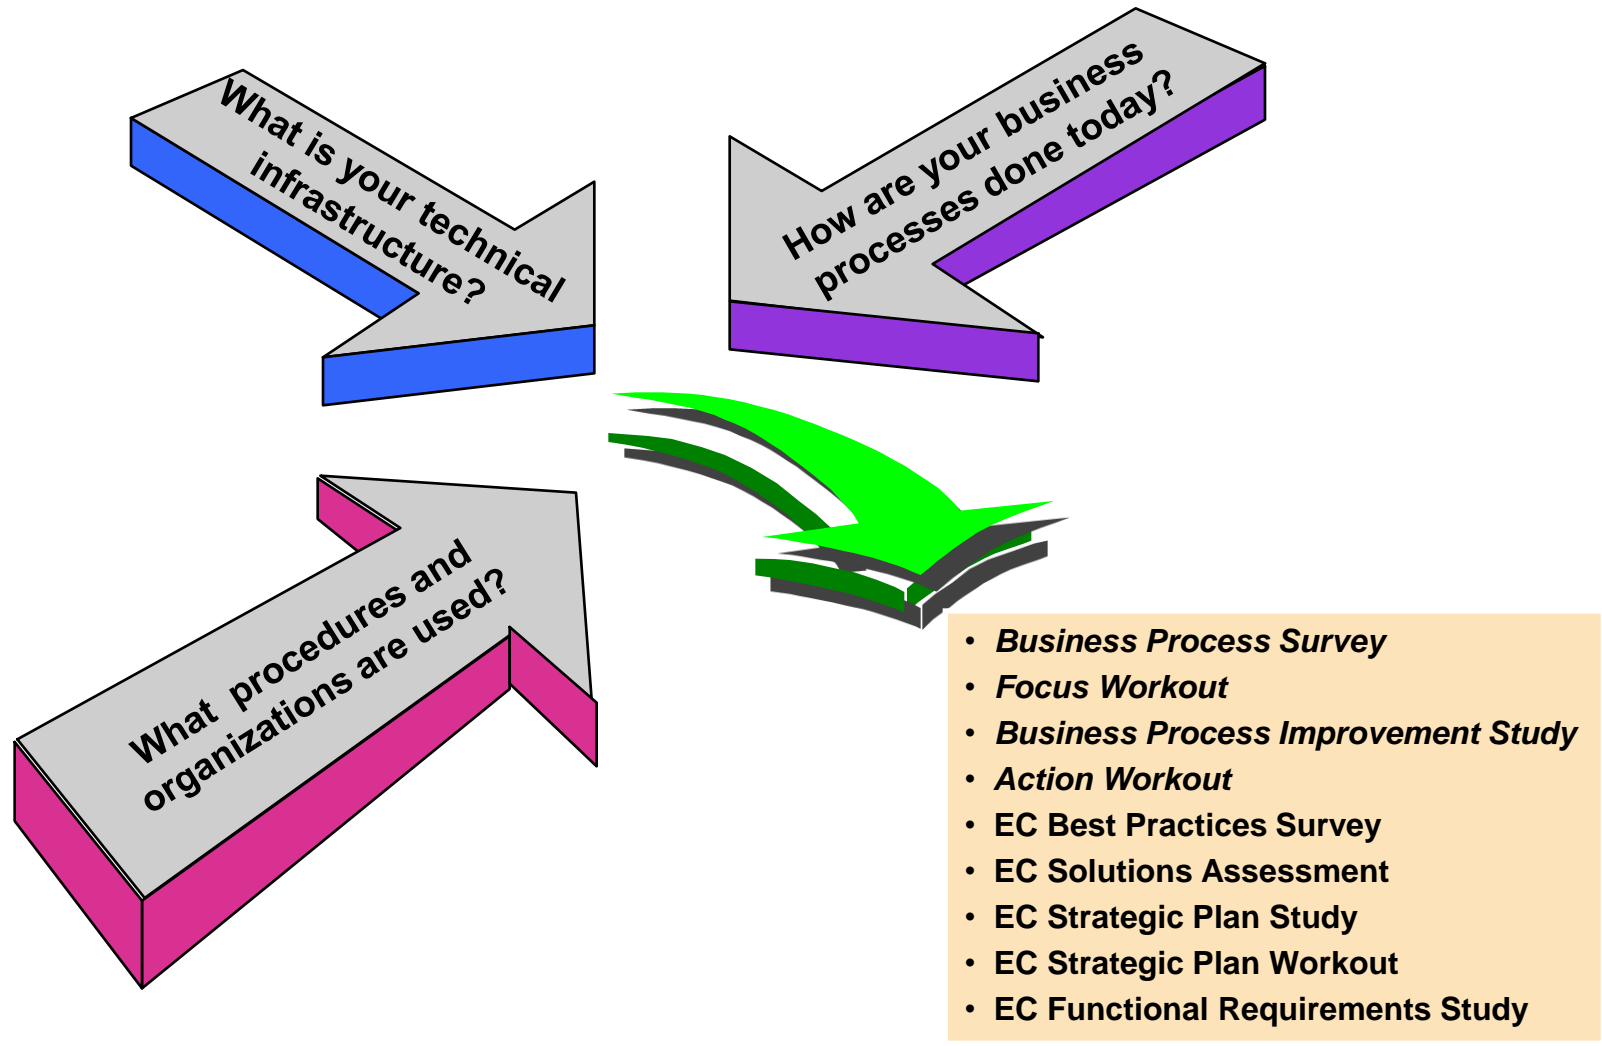 What is your technical
infrastructure?
How are your business
processes done today?
What procedures and
organizations are used?
• Business Process Survey
• Focus Workout
• Business Process Improvement Study
• Action Workout
• EC Best Practices Survey
• EC Solutions Assessment
• EC Strategic Plan Study
• EC Strategic Plan Workout
• EC Functional Requirements Study